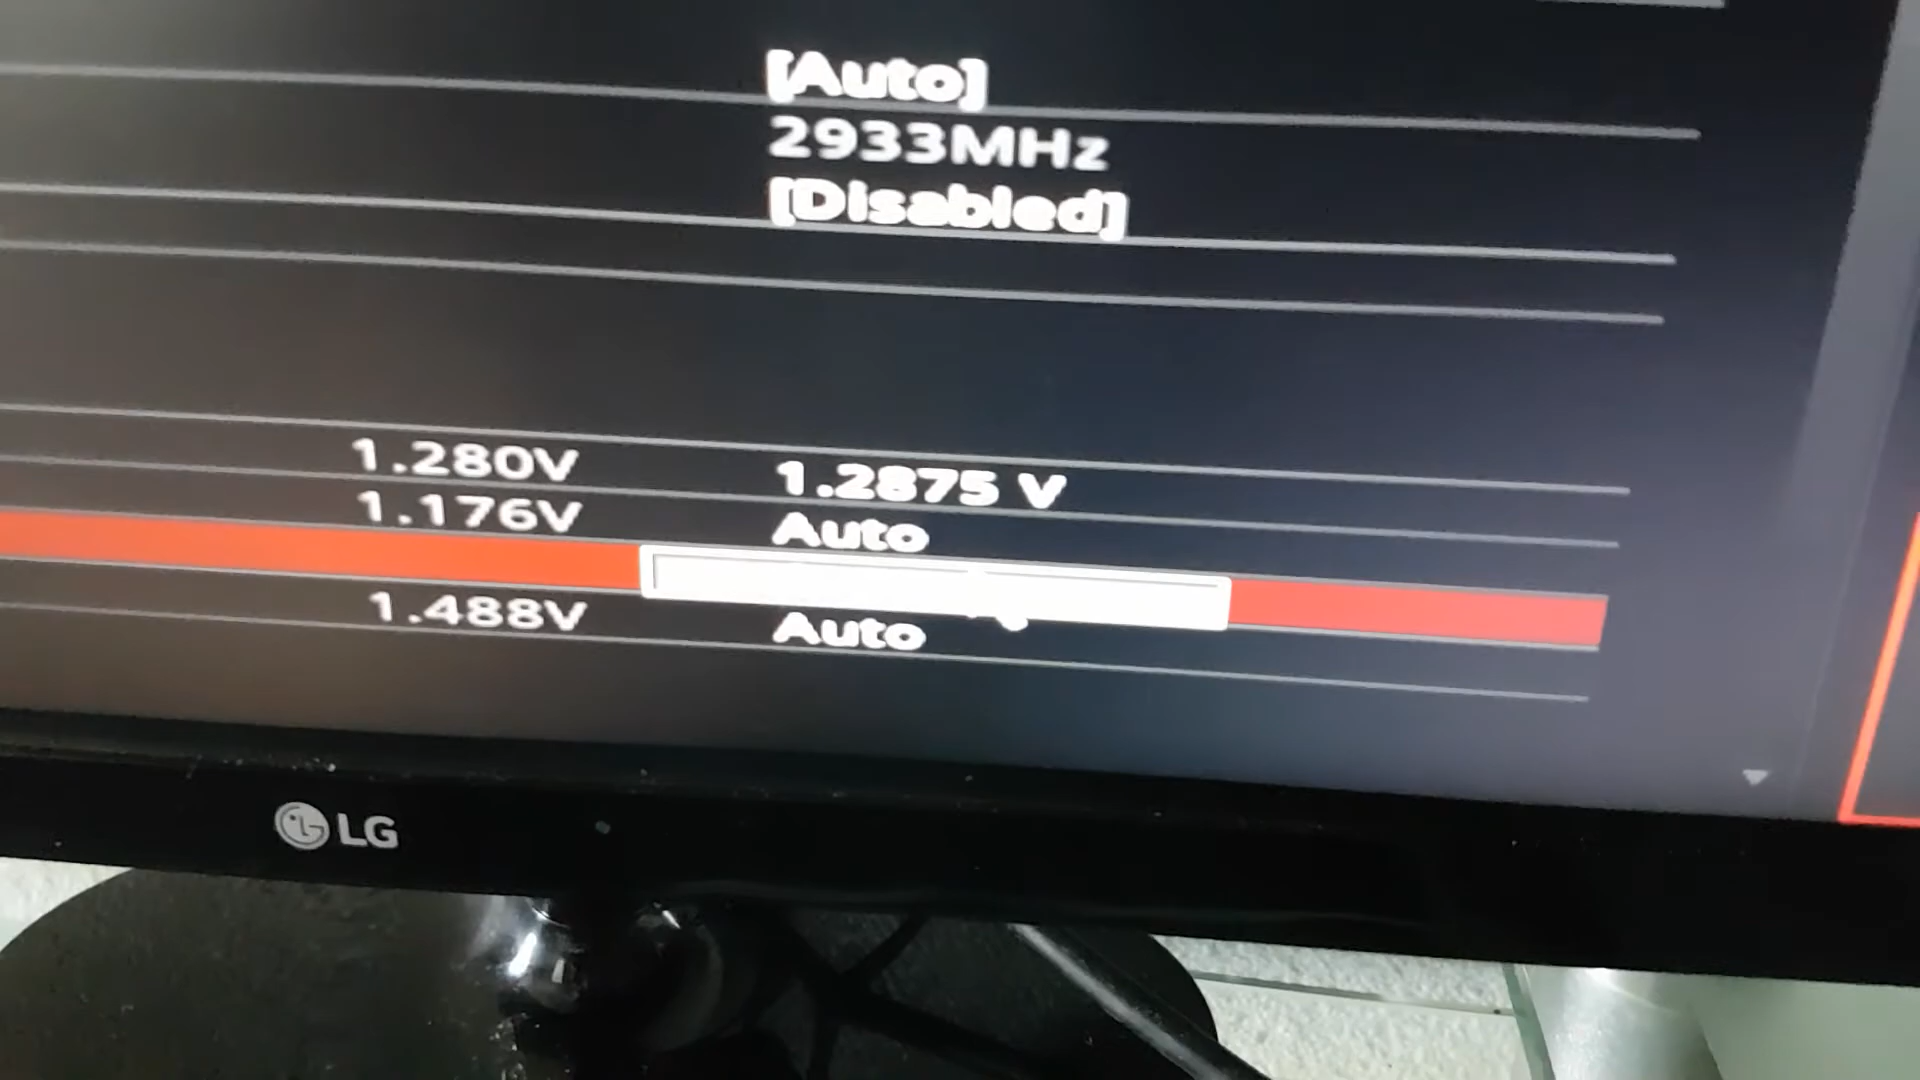 [Auto]
2933MHz
[Disabled]
1.280V 1.2875 V
1.176V Auto
1.488V Auto
LG